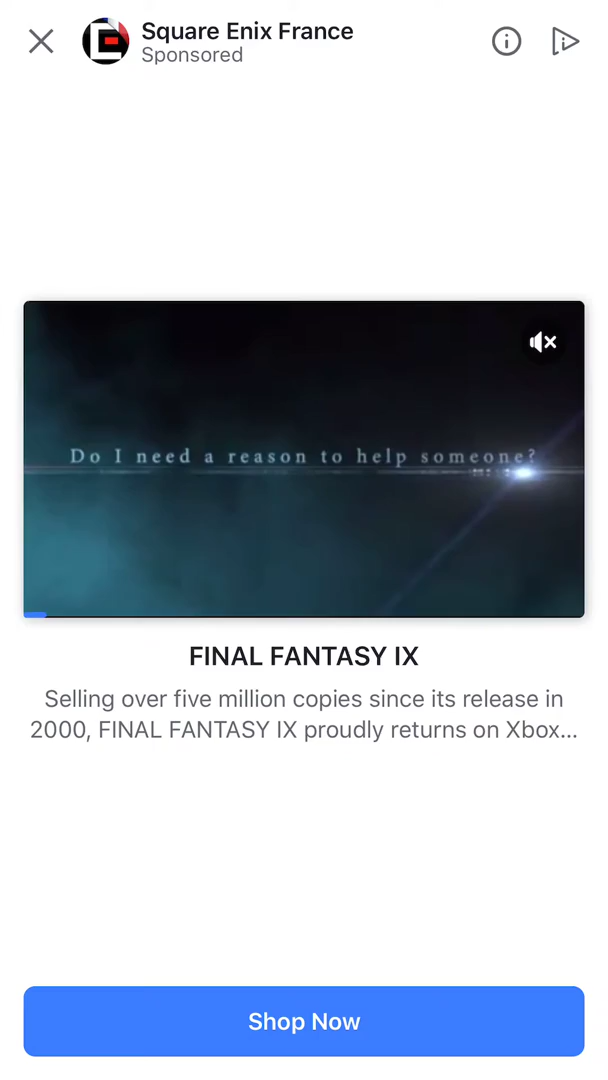 Square Enix France
Sponsored
Do I need a reason to help someone?
FINAL FANTASY IX
Selling over five million copies since its release in
2000, FINAL FANTASY IX proudly returns on Xbox...
Shop Now